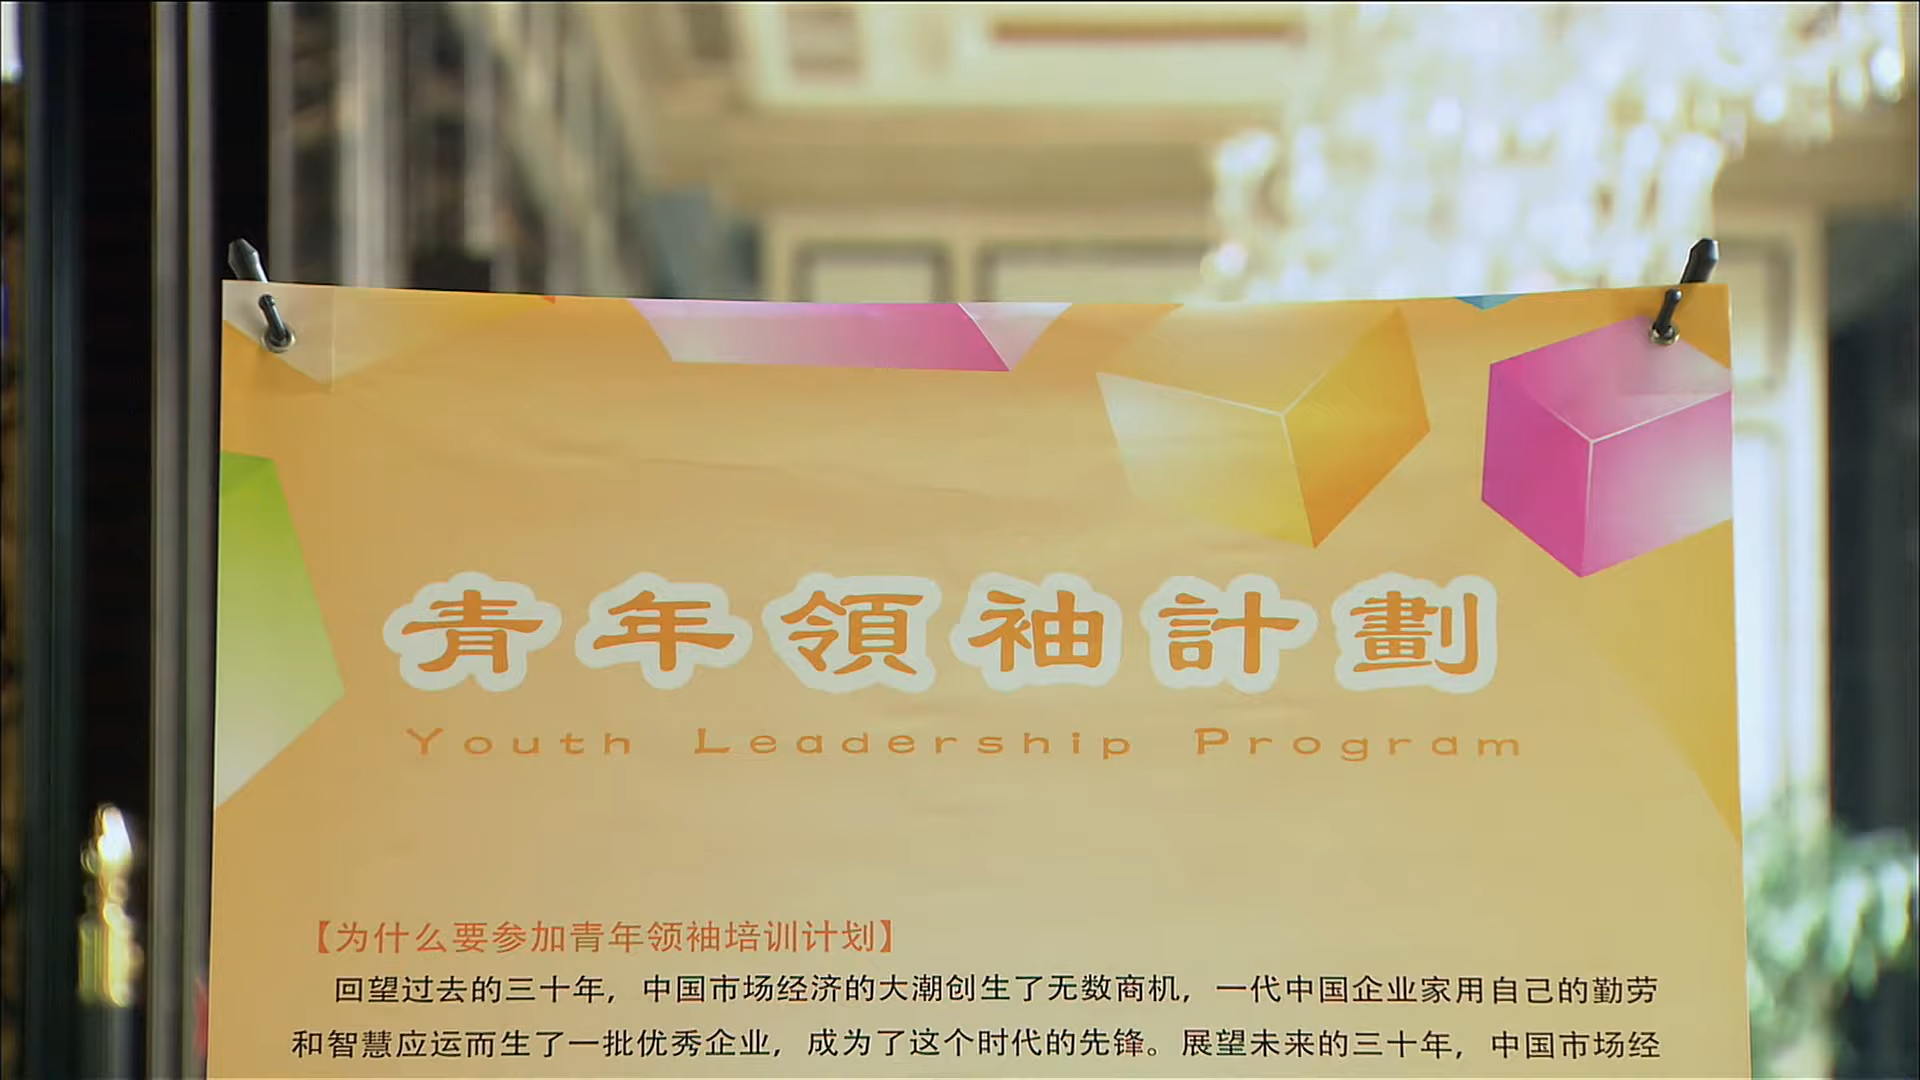 青年領袖計劃
Youth Leadership Program
【为什么要参加青年领袖培训计划】
回望过去的三十年，中国市场经济的大潮创生了无数商机，一代中国企业家用自己的勤劳
和智慧应运而生了一批优秀企业，成为了这个时代的先锋。展望未来的三十年，中国市场经